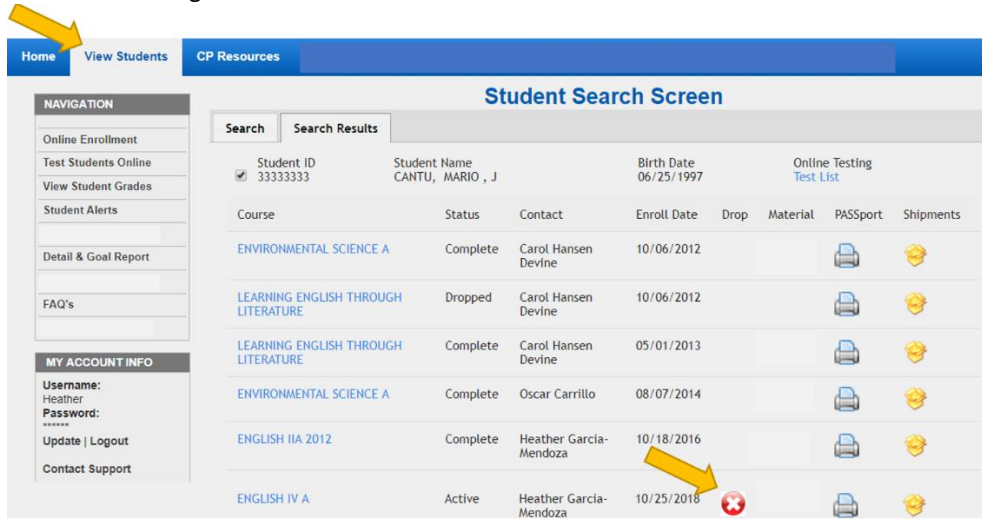 Home View Students CP Resources
Student Search Screen
NAVIGATION
Online Enrollment
Test Students Online
View Student Grades
Student Alerts
Detail & Goal Report
FAQ's
MY ACCOUNT INFO
Username:
Heather
Password:
******
Update | Logout
Contact Support
Search Search Results
Student ID Student Name Birth Date Online Testing
33333333 CANTU, MARIO , J 06/25/1997 Test List
Course Status Contact Enroll Date Drop Material PASSport Shipments
ENVIRONMENTAL SCIENCE A Complete Carol Hansen 10/06/2012
Devine
LEARNING ENGLISH THROUGH Dropped Carol Hansen 10/06/2012
LITERATURE Devine
LEARNING ENGLISH THROUGH Complete Carol Hansen 05/01/2013
LITERATURE Devine
ENVIRONMENTAL SCIENCE A Complete Oscar Carrillo 08/07/2014
ENGLISH IIA 2012 Complete Heather Garcia- 10/18/2016
Mendoza
ENGLISH IV A Active Heather Garcia- 10/25/2018
Mendoza